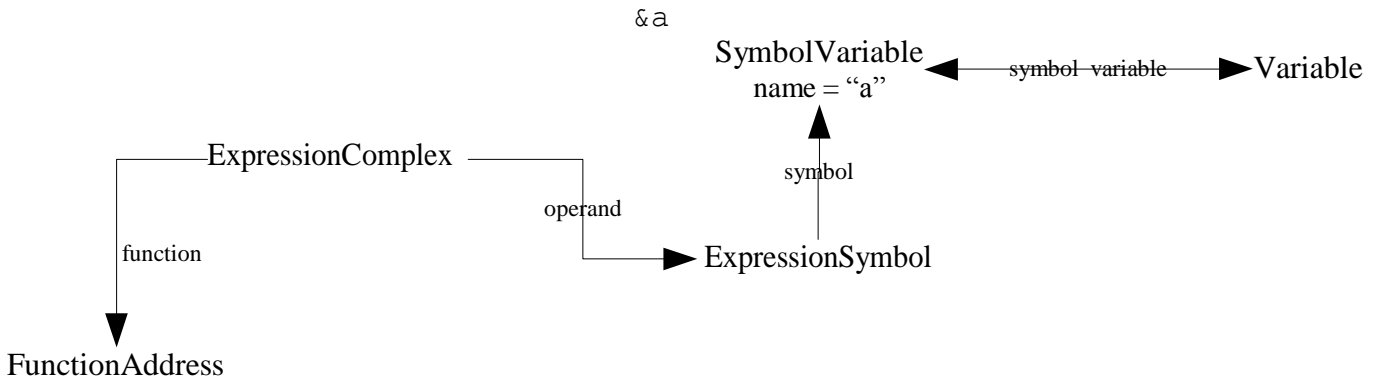 &a
SymbolVariable
name = “a”
symbol variable
Variable
ExpressionComplex
symbol
operand
function
ExpressionSymbol
FunctionAddress